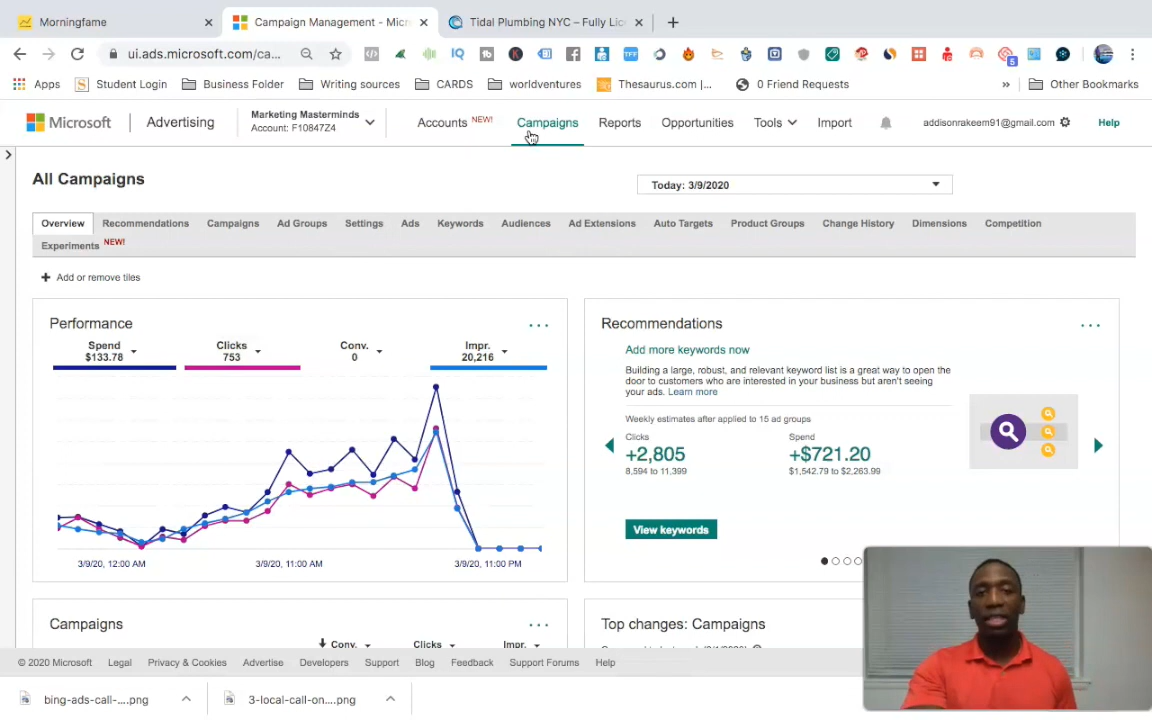 Morningfame
Campaign Management - Micr
Tidal Plumbing NYC – Fully Lic
ui.ads.microsoft.com/ca...
Apps
Student Login
Business Folder
Writing sources
CARDS
worldventures
Thesaurus.com |...
0 Friend Requests
»
Other Bookmarks
Microsoft
Advertising
Marketing Masterminds
Account: F10847Z4
Accounts NEW!
Campaigns
Reports
Opportunities
Tools
Import
addisonrakeem91@gmail.com
Help
All Campaigns
Today: 3/9/2020
Overview
Recommendations
Campaigns
Ad Groups
Settings
Ads
Keywords
Audiences
Ad Extensions
Auto Targets
Product Groups
Change History
Dimensions
Competition
Experiments NEW!
Add or remove tiles
Performance
Spend
$133.78
Clicks
753
Conv.
0
Impr.
20,216
3/9/20, 12:00 AM
3/9/20, 11:00 AM
3/9/20, 11:00 PM
Recommendations
Add more keywords now
Building a large, robust, and relevant keyword list is a great way to open the
door to customers who are interested in your business but aren't seeing
your ads. Learn more
Weekly estimates after applied to 15 ad groups
Clicks
+2,805
8,594 to 11,399
Spend
+$721.20
$1,542.79 to $2,263.99
View keywords
Campaigns
Conv.
Clicks
Impr.
Top changes: Campaigns
© 2020 Microsoft
Legal
Privacy & Cookies
Advertise
Developers
Support
Blog
Feedback
Support Forums
Help
bing-ads-call-....png
3-local-call-on....png